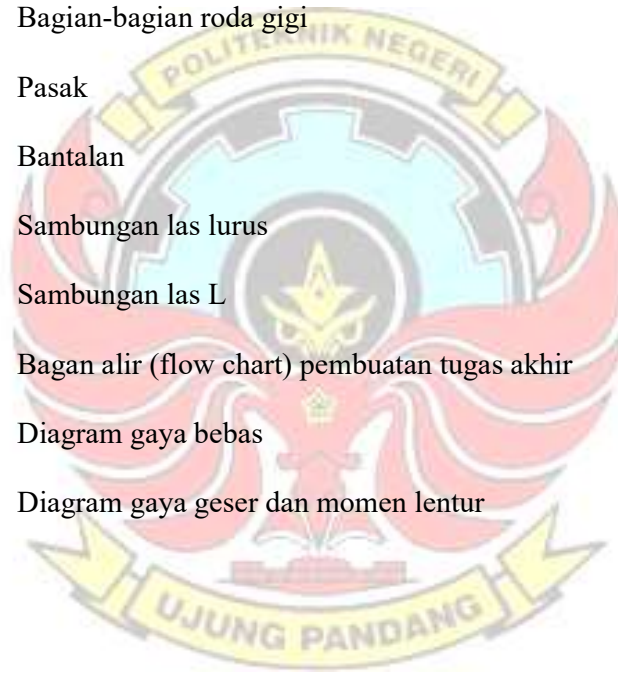 Bagian-bagian roda gigi
POLITEKNIK NEGERI
Pasak
Bantalan
Sambungan las lurus
Sambungan las L
Bagan alir (flow chart) pembuatan tugas akhir
Diagram gaya bebas
Diagram gaya geser dan momen lentur
UJUNG PANDANG